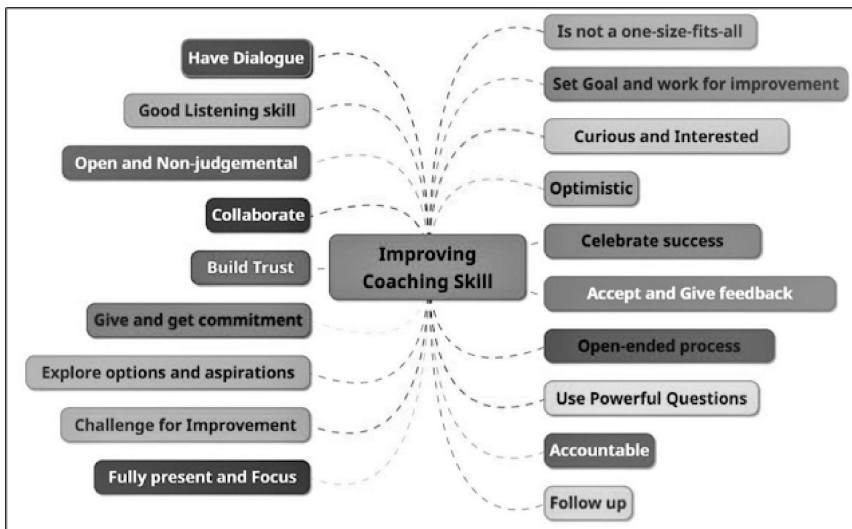 Have Dialogue
Good Listening skill
Open and Non-judgemental
Collaborate
Build Trust
Give and get commitment
Explore options and aspirations
Challenge for Improvement
Fully present and Focus
Improving
Coaching Skill
Is not a one-size-fits-all
Set Goal and work for improvement
Curious and Interested
Optimistic
Celebrate success
Accept and Give feedback
Open-ended process
Use Powerful Questions
Accountable
Follow up